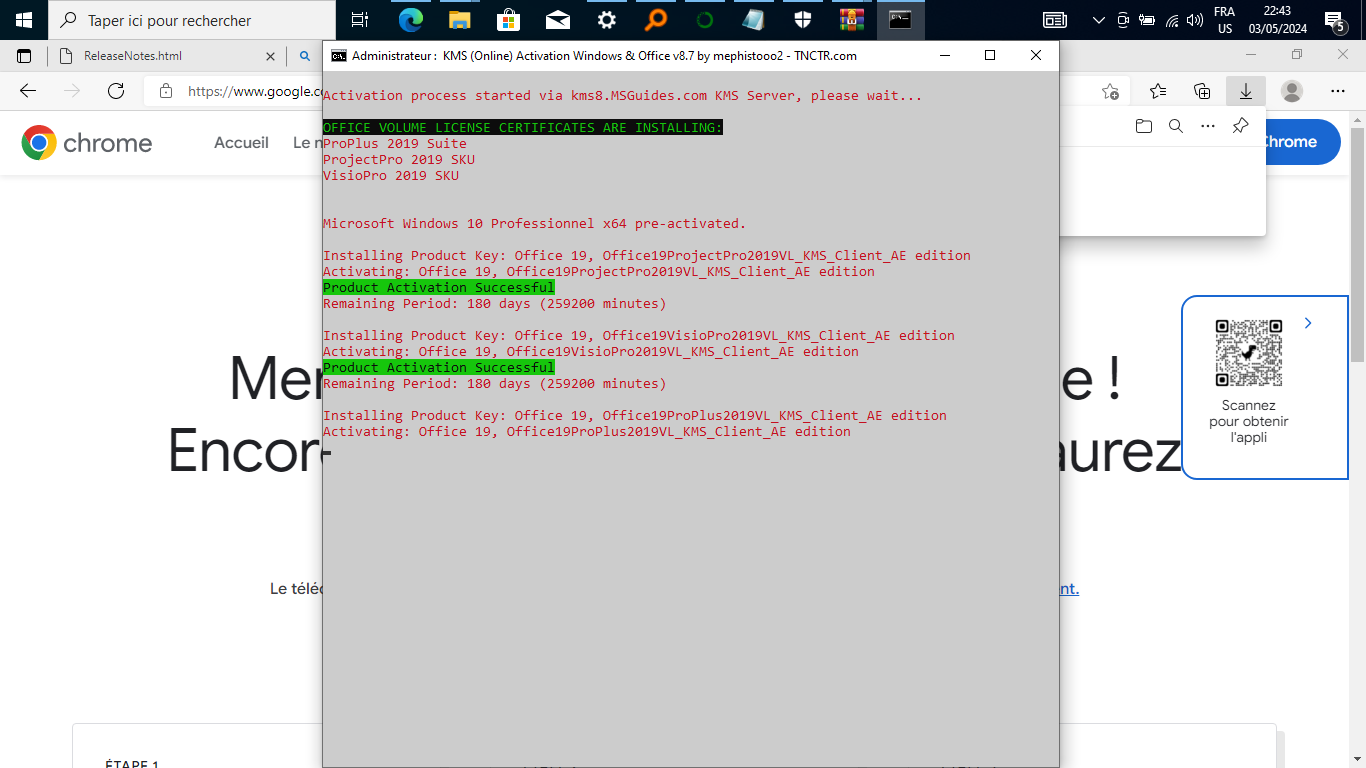 Taper ici pour rechercher
FRA
US
22:43
03/05/2024
5
ReleaseNotes.html
Administrateur : KMS (Online) Activation Windows & Office v8.7 by mephistooo2 - TNCTR.com
https://www.google.co
chrome
Accueil
Le n
Chrome
Activation process started via kms8.MSGuides.com KMS Server, please wait...
OFFICE VOLUME LICENSE CERTIFICATES ARE INSTALLING:
ProPlus 2019 Suite
ProjectPro 2019 SKU
VisioPro 2019 SKU
Microsoft Windows 10 Professionnel x64 pre-activated.
Installing Product Key: Office 19, Office19ProjectPro2019VL_KMS_Client_AE edition
Activating: Office 19, Office19ProjectPro2019VL_KMS_Client_AE edition
Product Activation Successful
Remaining Period: 180 days (259200 minutes)
Installing Product Key: Office 19, Office19VisioPro2019VL_KMS_Client_AE edition
Activating: Office 19, Office19VisioPro2019VL_KMS_Client_AE edition
Product Activation Successful
Remaining Period: 180 days (259200 minutes)
Installing Product Key: Office 19, Office19ProPlus2019VL_KMS_Client_AE edition
Activating: Office 19, Office19ProPlus2019VL_KMS_Client_AE edition
Mer
e !
Encor
aurez
Scannez
pour obtenir
l'appli
Le téléc
nt.
ÉTAPE 1